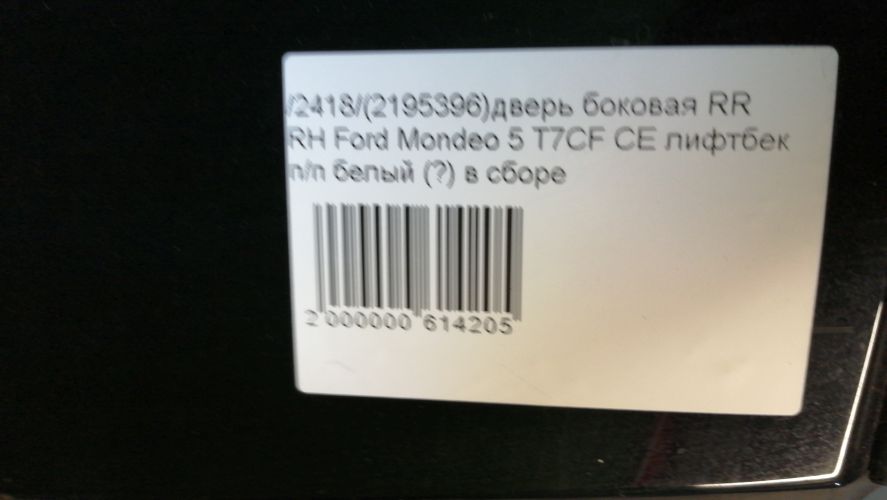 /2418/(2195396)дверь боковая RR
RH Ford Mondeo 5 T7CF CE лифтбек
п/п белый (?) в сборе
2 000000 614205